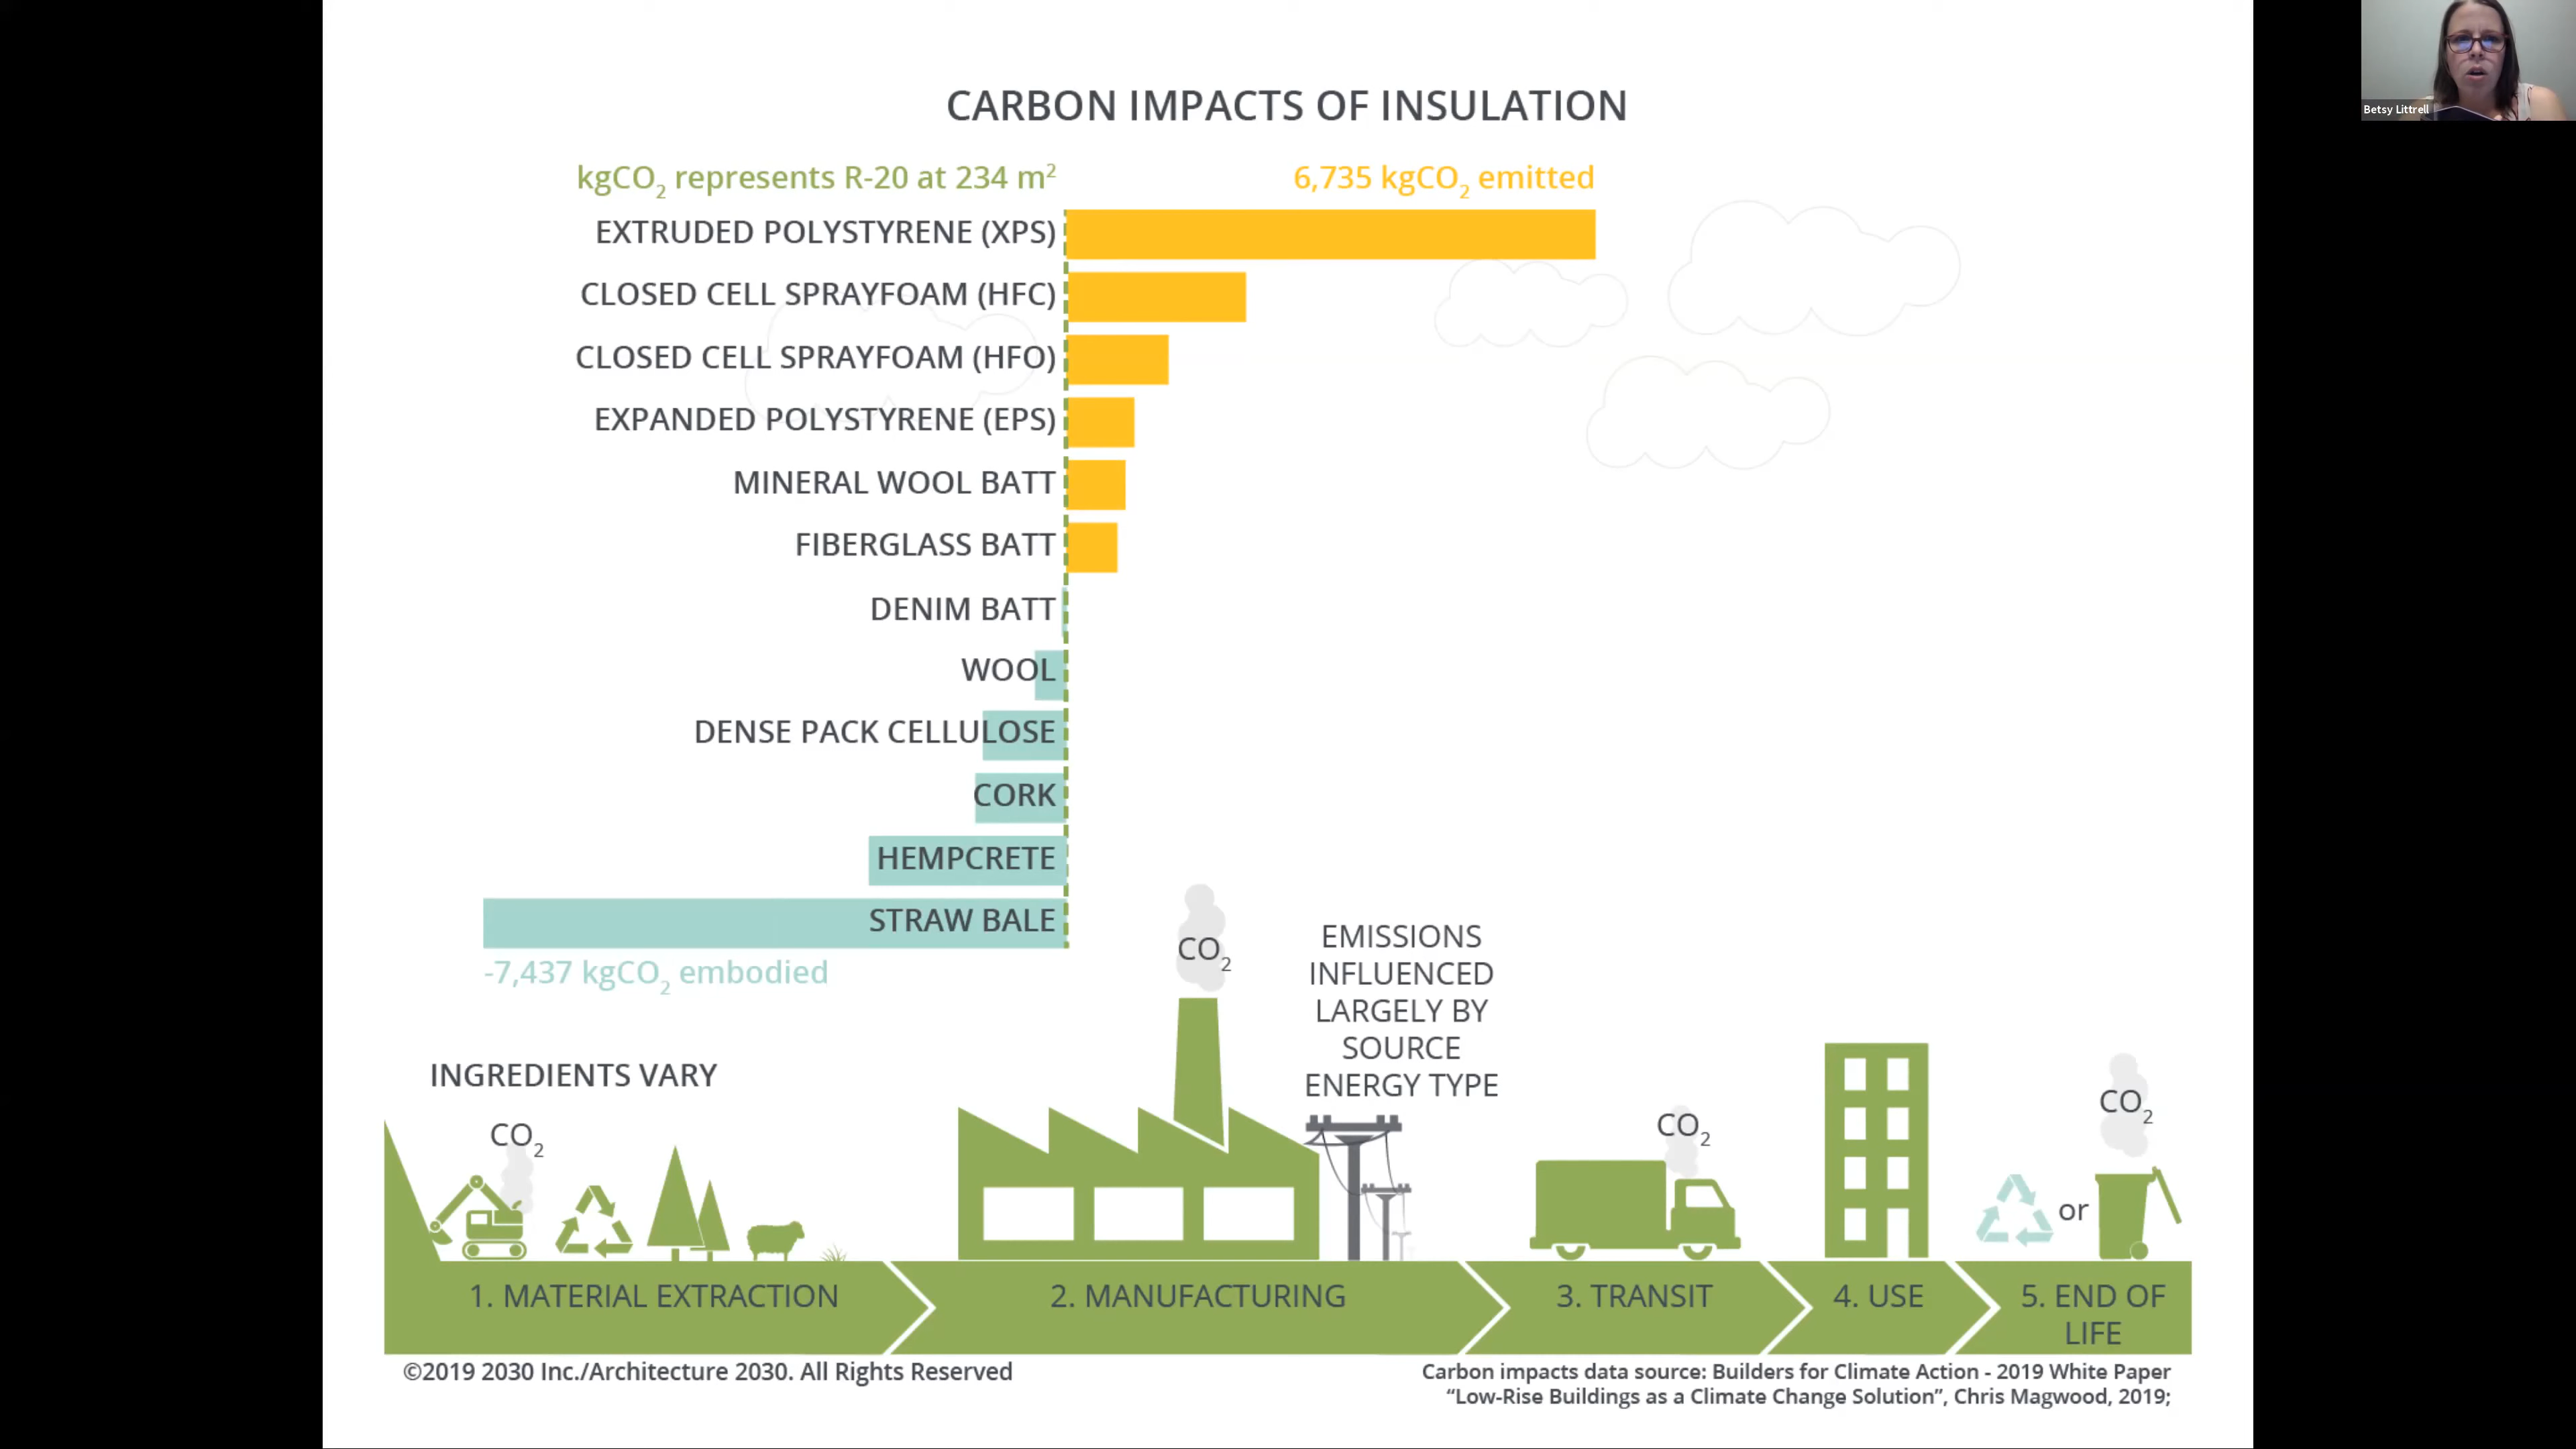 Betsy Littrell
CARBON IMPACTS OF INSULATION
kgCO₂ represents R-20 at 234 m²
6,735 kgCO₂ emitted
EXTRUDED POLYSTYRENE (XPS)
CLOSED CELL SPRAYFOAM (HFC)
CLOSED CELL SPRAYFOAM (HFO)
EXPANDED POLYSTYRENE (EPS)
MINERAL WOOL BATT
FIBERGLASS BATT
DENIM BATT
WOOL
DENSE PACK CELLULOSE
CORK
HEMPCRETE
STRAW BALE
-7,437 kgCO₂ embodied
INGREDIENTS VARY
CO₂
CO₂
EMISSIONS
INFLUENCED
LARGELY BY
SOURCE
ENERGY TYPE
CO₂
CO₂
or
1. MATERIAL EXTRACTION
2. MANUFACTURING
3. TRANSIT
4. USE
5. END OF
LIFE
©2019 2030 Inc./Architecture 2030. All Rights Reserved
Carbon impacts data source: Builders for Climate Action - 2019 White Paper
“Low-Rise Buildings as a Climate Change Solution”, Chris Magwood, 2019;